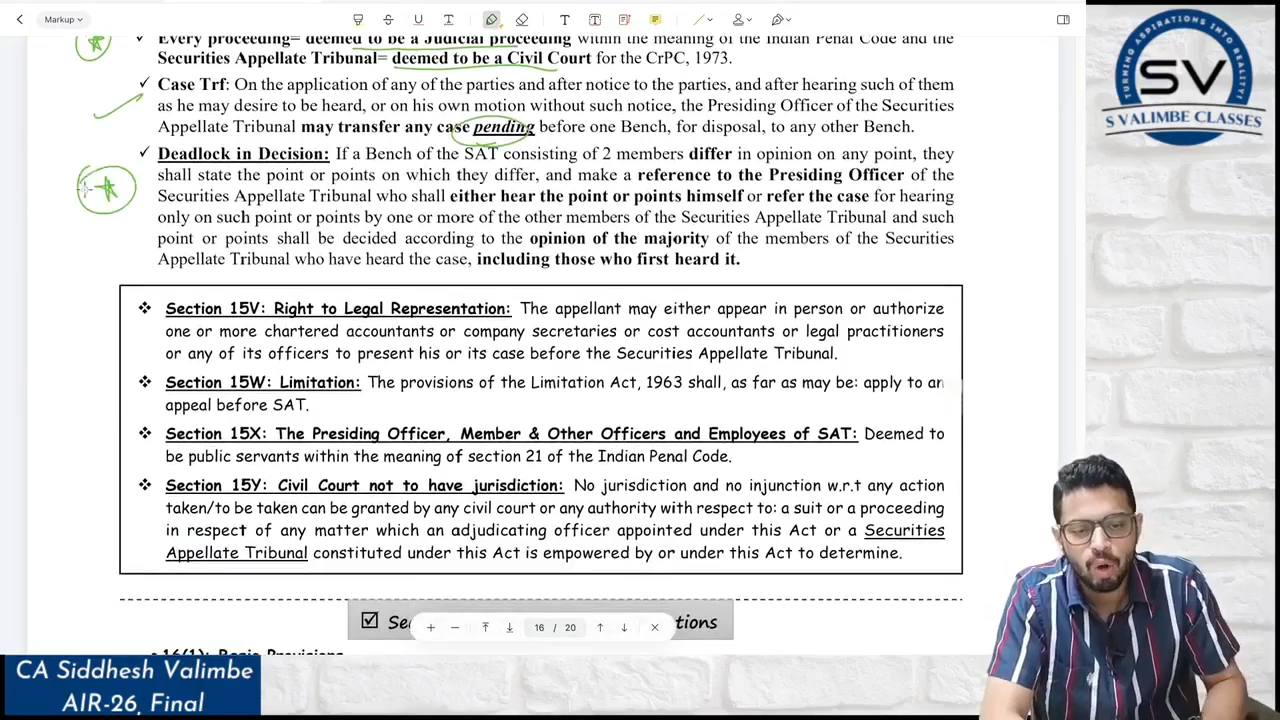 Markup
Every proceeding= deemed to be a Judicial proceeding within the meaning of the Indian Penal Code and the
Securities Appellate Tribunal= deemed to be a Civil Court for the CrPC, 1973.
✓ Case Trf: On the application of any of the parties and after notice to the parties, and after hearing such of them
as he may desire to be heard, or on his own motion without such notice, the Presiding Officer of the Securities
Appellate Tribunal may transfer any case pending before one Bench, for disposal, to any other Bench.
✓ Deadlock in Decision: If a Bench of the SAT consisting of 2 members differ in opinion on any point, they
shall state the point or points on which they differ, and make a reference to the Presiding Officer of the
Securities Appellate Tribunal who shall either hear the point or points himself or refer the case for hearing
only on such point or points by one or more of the other members of the Securities Appellate Tribunal and such
point or points shall be decided according to the opinion of the majority of the members of the Securities
Appellate Tribunal who have heard the case, including those who first heard it.
❖ Section 15V: Right to Legal Representation: The appellant may either appear in person or authorize
one or more chartered accountants or company secretaries or cost accountants or legal practitioners
or any of its officers to present his or its case before the Securities Appellate Tribunal.
❖ Section 15W: Limitation: The provisions of the Limitation Act, 1963 shall, as far as may be: apply to an
appeal before SAT.
❖ Section 15X: The Presiding Officer, Member & Other Officers and Employees of SAT: Deemed to
be public servants within the meaning of section 21 of the Indian Penal Code.
❖ Section 15Y: Civil Court not to have jurisdiction: No jurisdiction and no injunction w.r.t any action
taken/to be taken can be granted by any civil court or any authority with respect to: a suit or a proceeding
in respect of any matter which an adjudicating officer appointed under this Act or a Securities
Appellate Tribunal constituted under this Act is empowered by or under this Act to determine.
16 / 20
TURNING ASPIRATIONS INTO REALITY!
SV
S VALIMBE CLASSES
CA Siddhesh Valimbe
AIR-26, Final